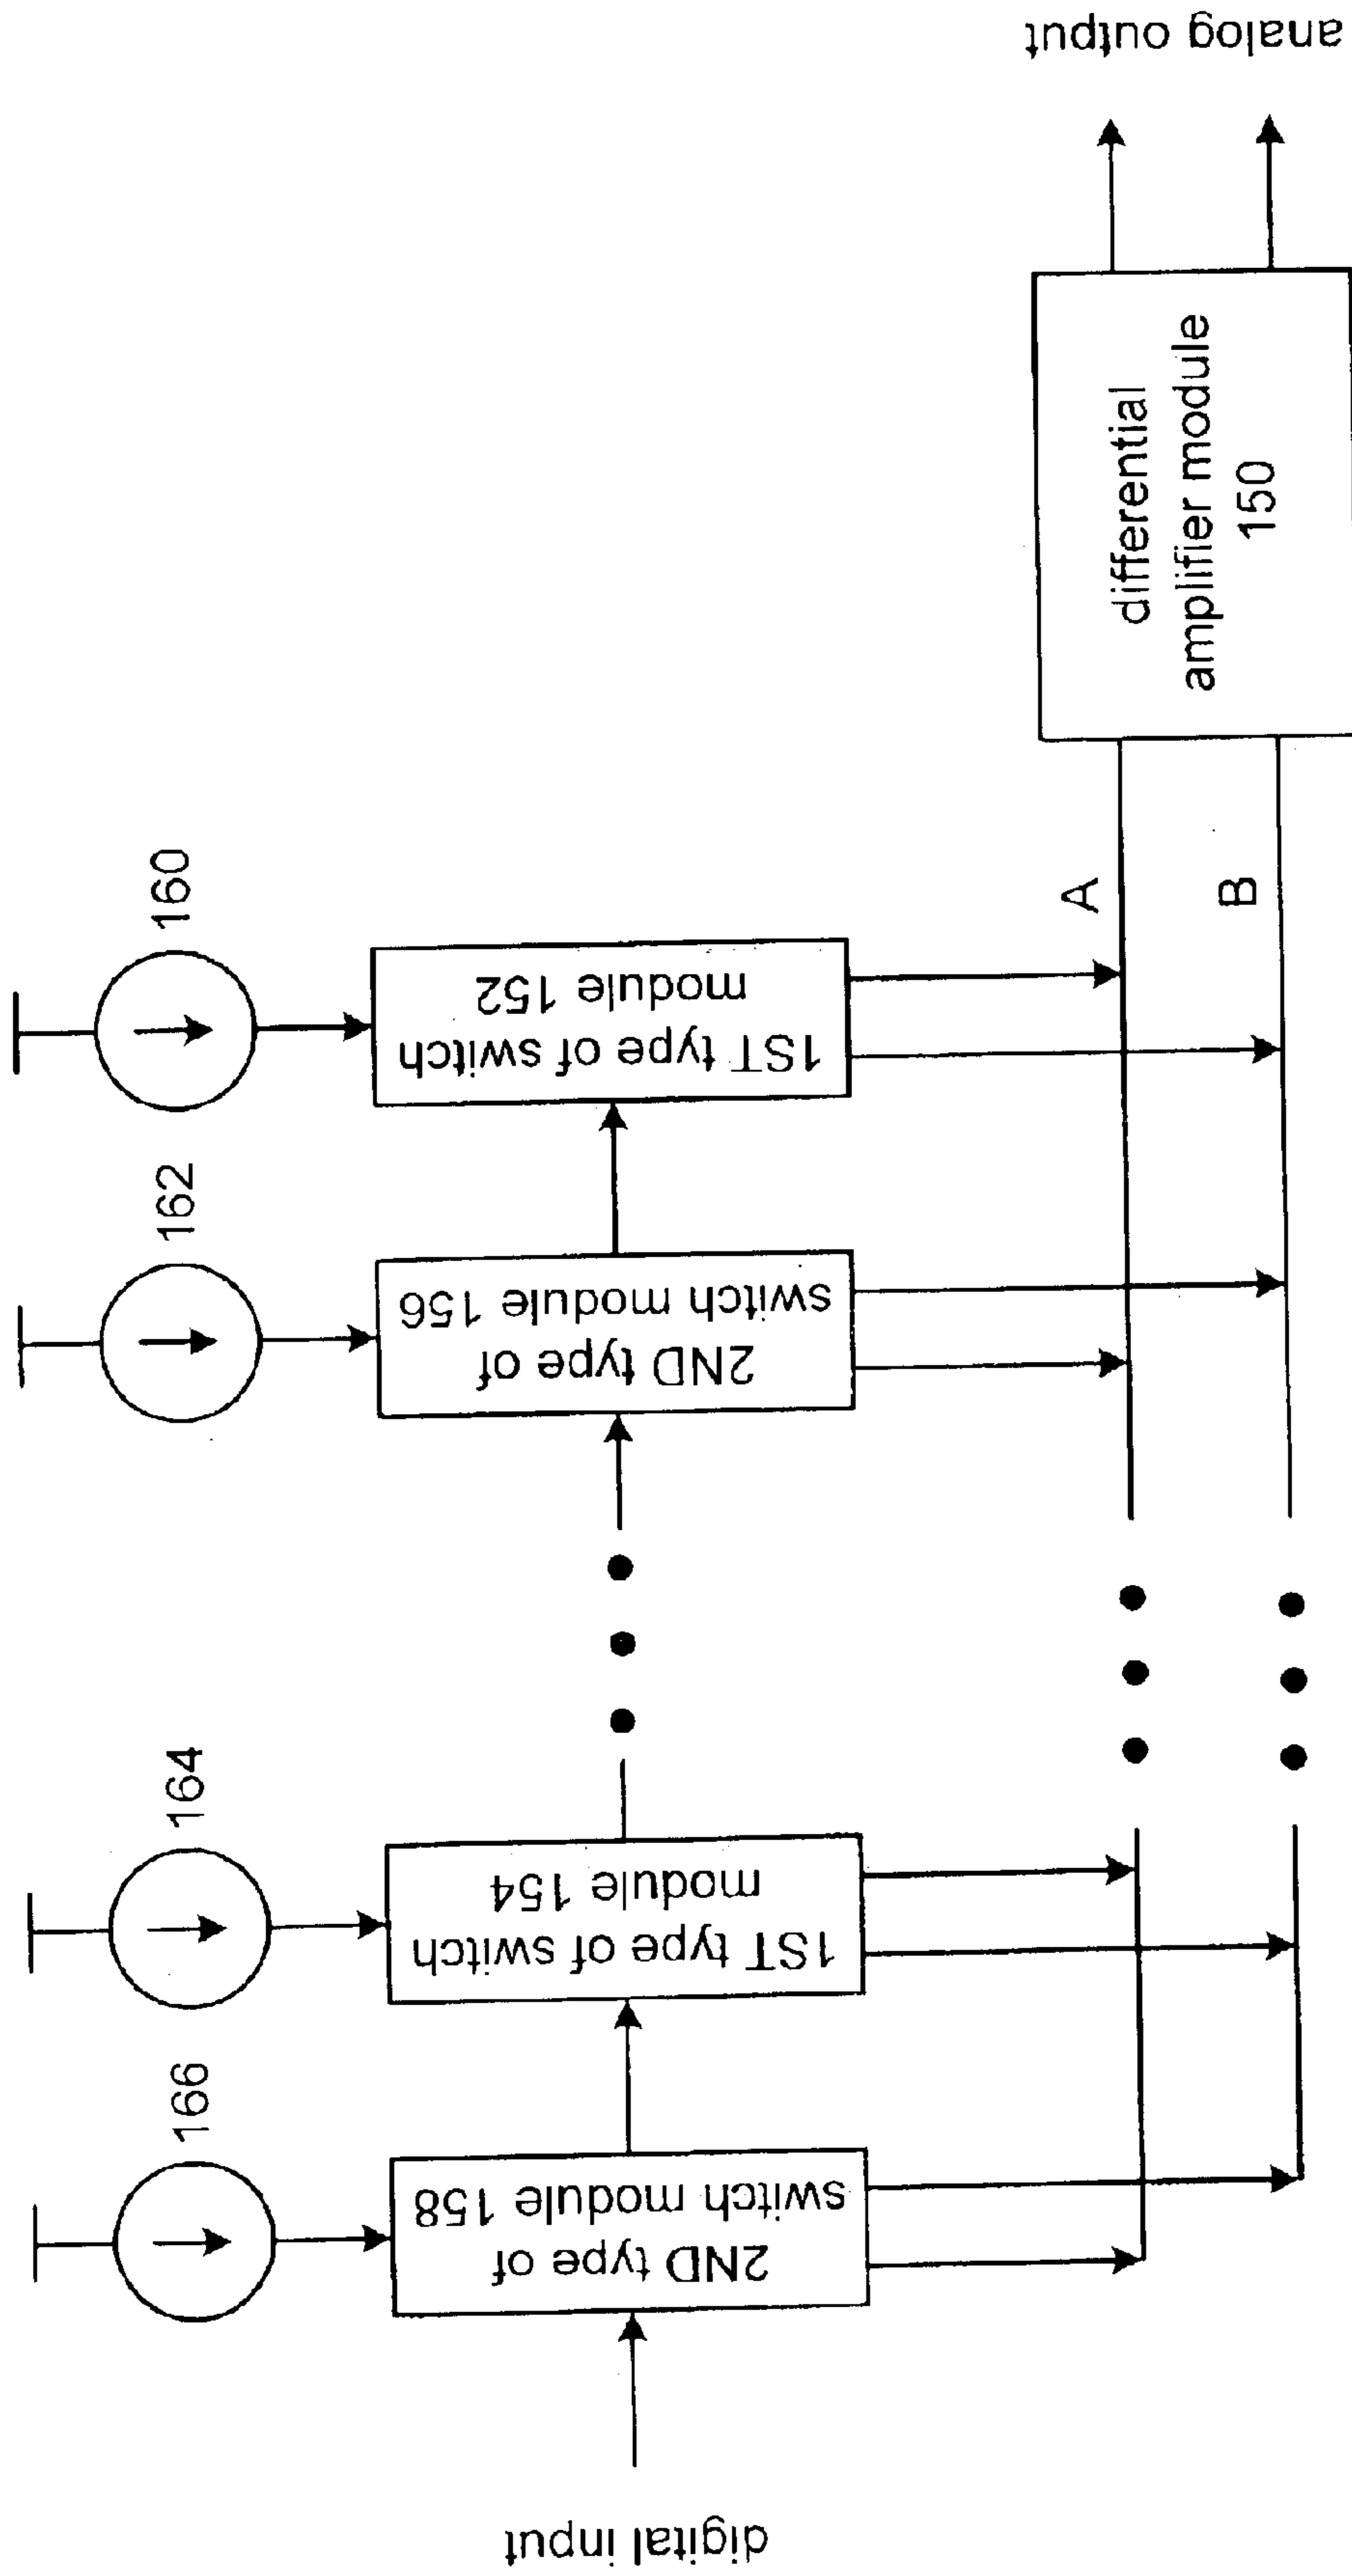 digital input
166
164
162
160
2ND type of
switch module 158
1ST type of switch
module 154
2ND type of
switch module 156
1ST type of switch
module 152
A
B
differential
amplifier module
150
analog output